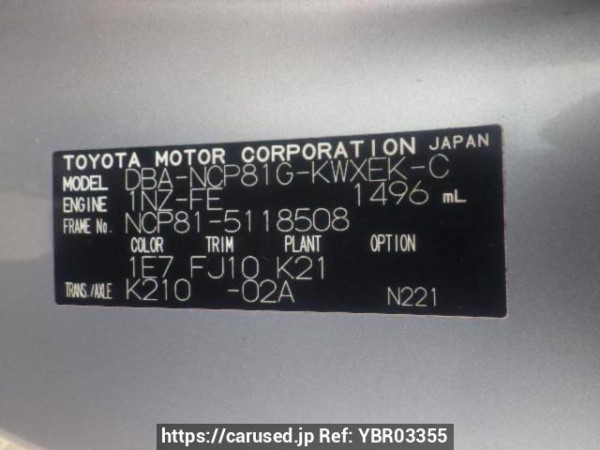 TOYOTA MOTOR CORPORATION JAPAN
MODEL DBA-NCP81G-KWXEK-C
ENGINE 1NZ-FE 1496 mL
FRAME No. NCP81-5118508
COLOR TRIM PLANT OPTION
1E7 FJ10 K21
TRANS./AXLE K210 -02A N221
https://carused.jp Ref: YBR03355